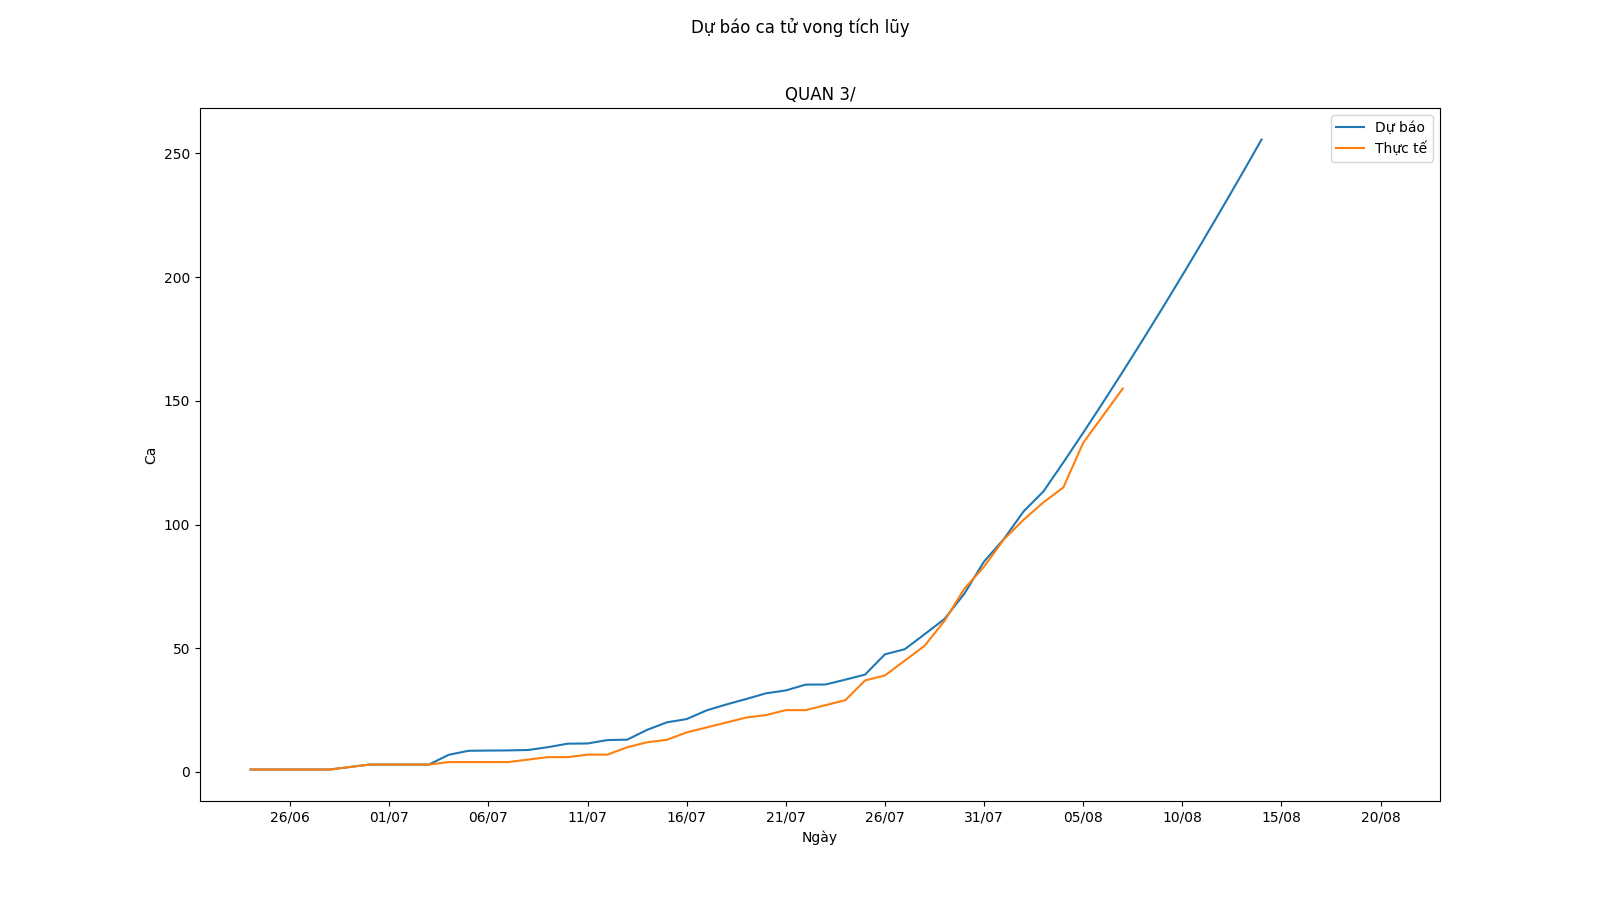 Dự báo ca tử vong tích lũy
QUAN 3/
Dự báo
Thực tế
Ca
250
200
150
100
50
0
26/06 01/07 06/07 11/07 16/07 21/07 26/07 31/07 05/08 10/08 15/08 20/08
Ngày